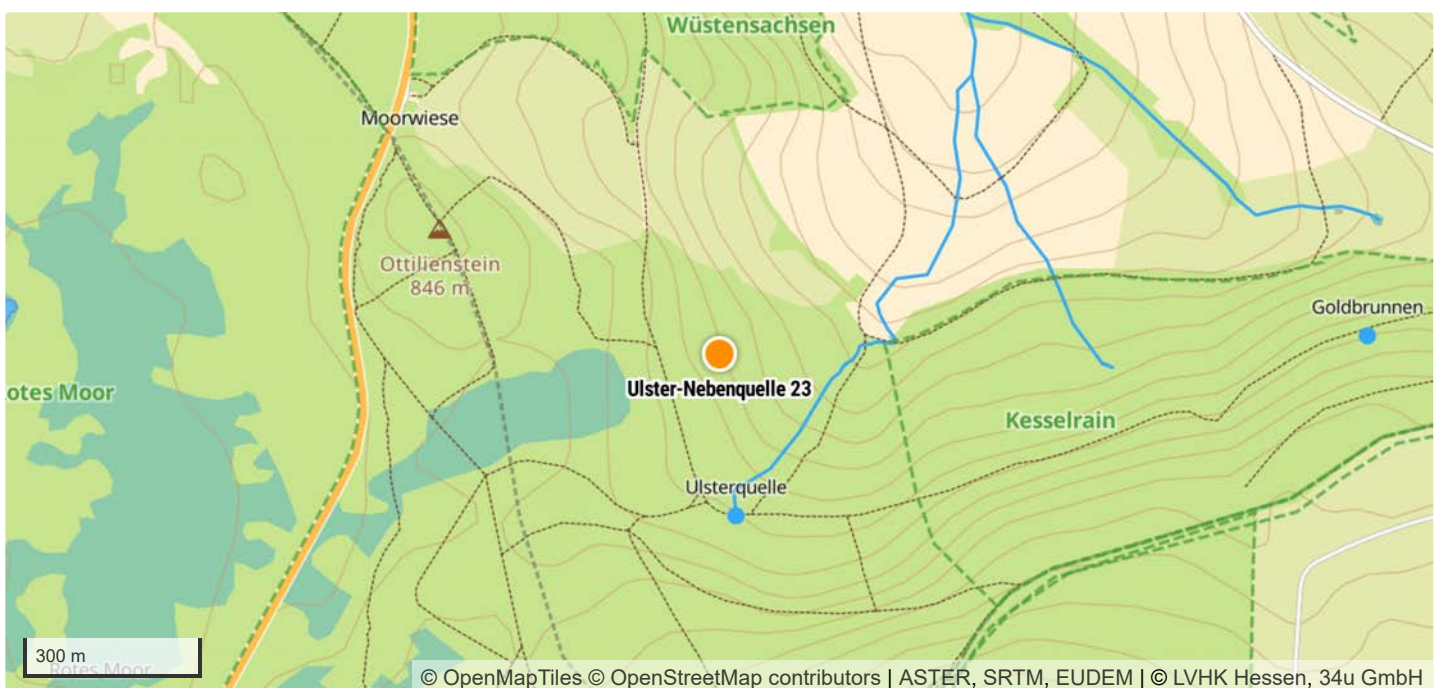 Wüstensachsen
Moorwiese
Ottilienstein
846 m
Goldbrunnen
Ulster-Nebenquelle 23
otes Moor
Kesselrain
Ulsterquelle
300 m
Rotes Moor
© OpenMapTiles © OpenStreetMap contributors | ASTER, SRTM, EUDEM | © LVHK Hessen, 34u GmbH